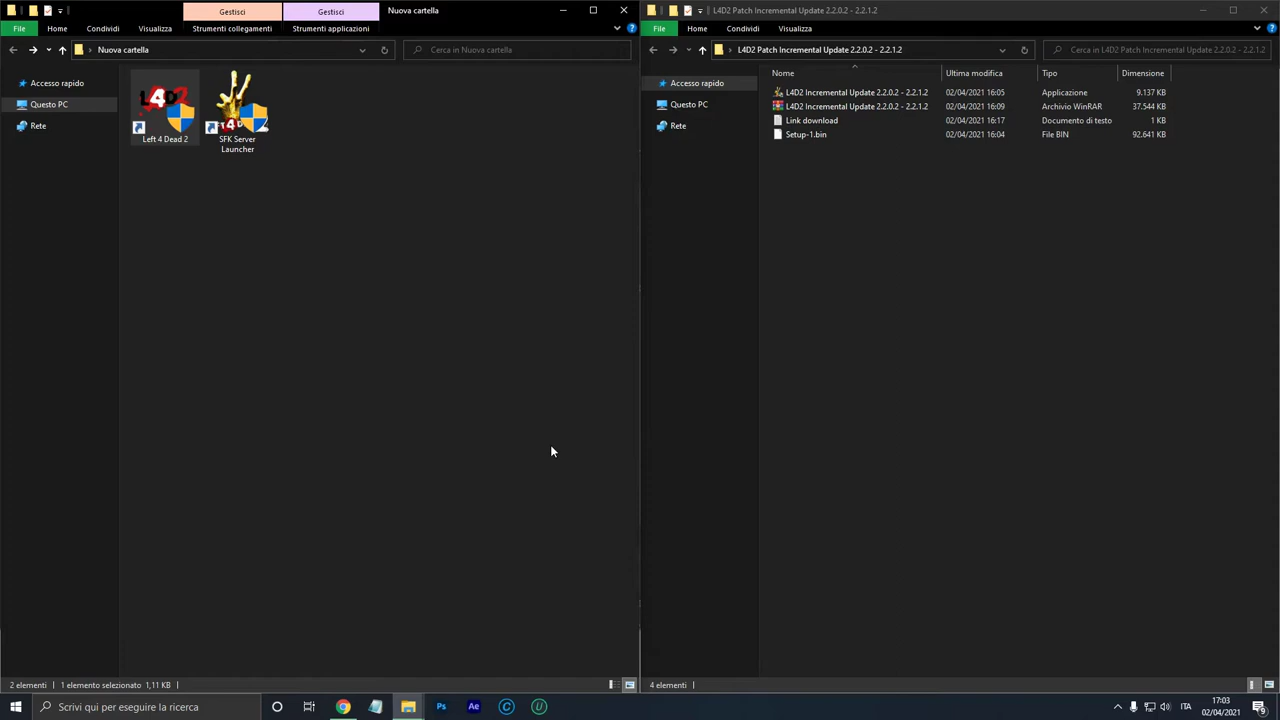 Gestisci
Gestisci
Nuova cartella
File
Home
Condividi
Visualizza
Strumenti collegamenti
Strumenti applicazioni
Nuova cartella
Cerca in Nuova cartella
Accesso rapido
Questo PC
Rete
L4D2
Left 4 Dead 2
SFK Server
Launcher
2 elementi
1 elemento selezionato 1,11 KB
L4D2 Patch Incremental Update 2.2.0.2 - 2.2.1.2
File
Home
Condividi
Visualizza
L4D2 Patch Incremental Update 2.2.0.2 - 2.2.1.2
Cerca in L4D2 Patch Incremental Update 2.2.0.2 - 2.2.1.2
Accesso rapido
Questo PC
Rete
Nome
Ultima modifica
Tipo
Dimensione
L4D2 Incremental Update 2.2.0.2 - 2.2.1.2
02/04/2021 16:05
Applicazione
9.137 KB
L4D2 Incremental Update 2.2.0.2 - 2.2.1.2
02/04/2021 16:09
Archivio WinRAR
37.544 KB
Link download
02/04/2021 16:17
Documento di testo
1 KB
Setup-1.bin
02/04/2021 16:04
File BIN
92.641 KB
4 elementi
Scrivi qui per eseguire la ricerca
Ps
Ae
ITA
17:03
02/04/2021
9